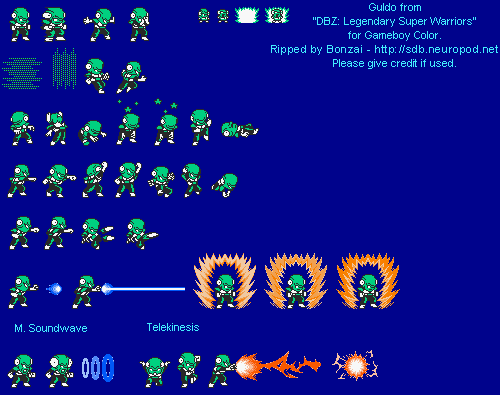 Guldo from
"DBZ: Legendary Super Warriors"
for Gameboy Color.
Ripped by Bonzai - http://sdb.neuropod.net
Please give credit if used.
M. Soundwave
Telekinesis